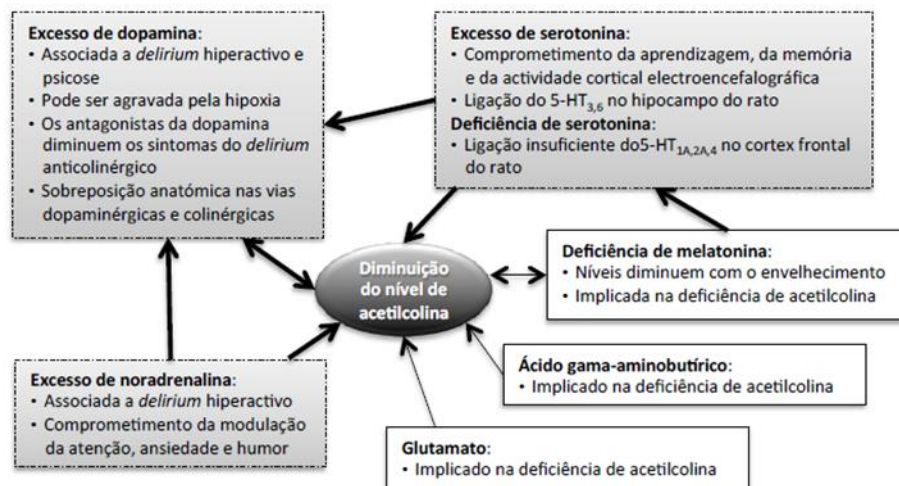 Excesso de dopamina:
• Associada a delirium hiperactivo e
psicose
• Pode ser agravada pela hipoxia
• Os antagonistas da dopamina
diminuem os sintomas do delirium
anticolinérgico
• Sobreposição anatómica nas vias
dopaminérgicas e colinérgicas
Excesso de serotonina:
• Comprometimento da aprendizagem, da memória
e da actividade cortical electroencefalográfica
• Ligação do 5-HT3,6 no hipocampo do rato
Deficiência de serotonina:
• Ligação insuficiente do5-HT1A,2A,4 no cortex frontal
do rato
Diminuição
do nível de
acetilcolina
Deficiência de melatonina:
• Níveis diminuem com o envelhecimento
• Implicada na deficiência de acetilcolina
Excesso de noradrenalina:
• Associada a delirium hiperactivo
• Comprometimento da modulação
da atenção, ansiedade e humor
Ácido gama-aminobutírico:
• Implicado na deficiência de acetilcolina
Glutamato:
• Implicado na deficiência de acetilcolina